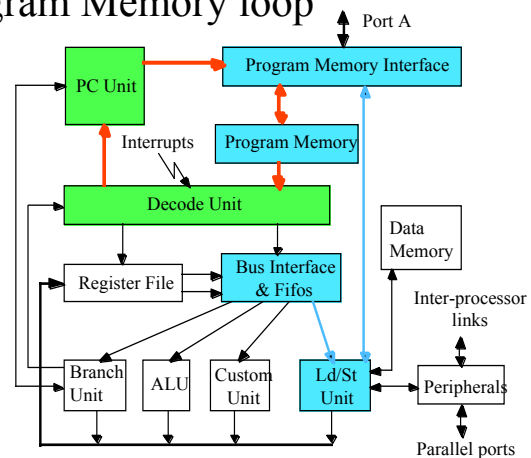 gram Memory loop
Port A
PC Unit
Program Memory Interface
Interrupts
Program Memory
Decode Unit
Data
Memory
Register File
Bus Interface
& Fifos
Inter-processor
links
Branch
Unit
ALU
Custom
Unit
Ld/St
Unit
Peripherals
Parallel ports